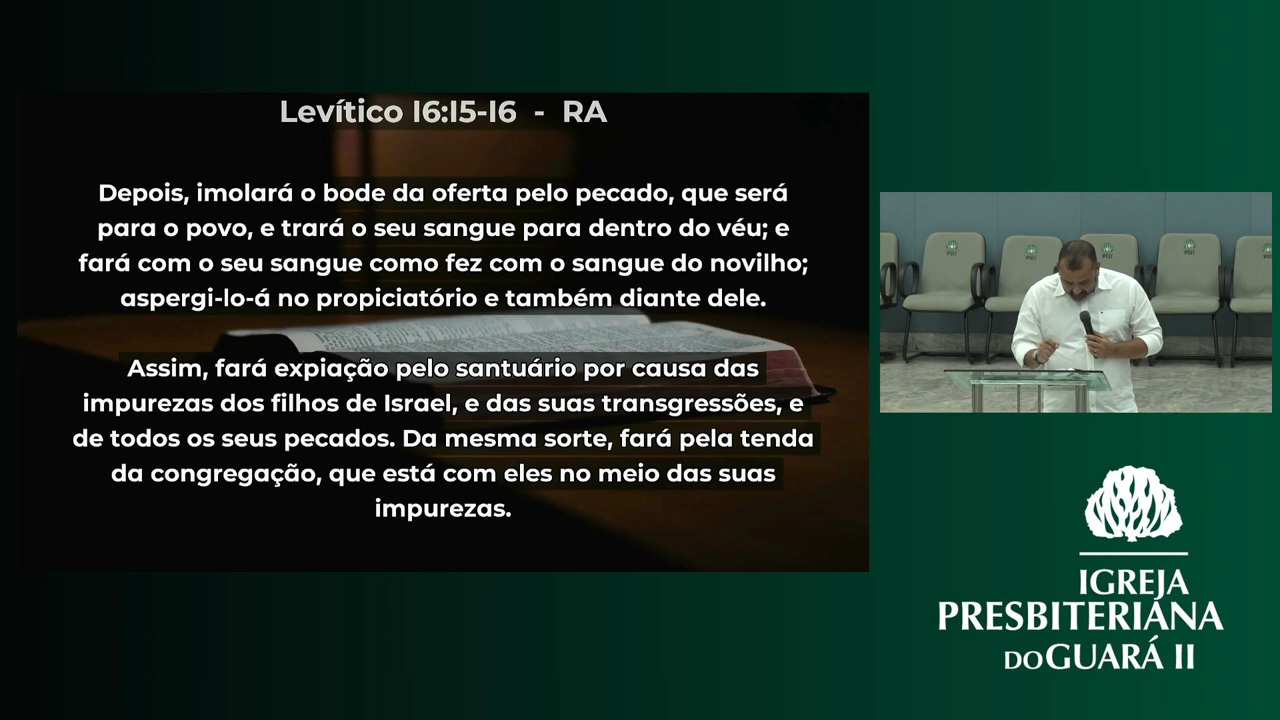 Levítico 16:15-16 - RA
Depois, imolará o bode da oferta pelo pecado, que será
para o povo, e trará o seu sangue para dentro do véu; e
fará com o seu sangue como fez com o sangue do novilho;
aspergi-lo-á no propiciatório e também diante dele.
Assim, fará expiação pelo santuário por causa das
impurezas dos filhos de Israel, e das suas transgressões, e
de todos os seus pecados. Da mesma sorte, fará pela tenda
da congregação, que está com eles no meio das suas
impurezas.
IGREJA
PRESBITERIANA
DO GUARÁ II